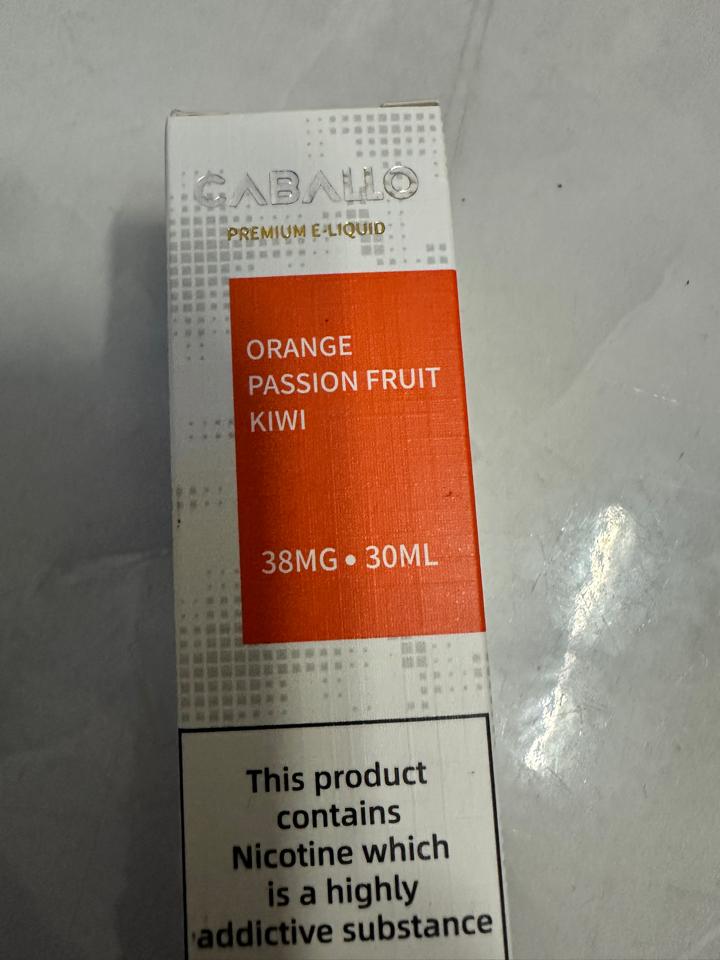 CABALLO
PREMIUM E-LIQUID
ORANGE
PASSION FRUIT
KIWI
38MG • 30ML
This product
contains
Nicotine which
is a highly
addictive substance